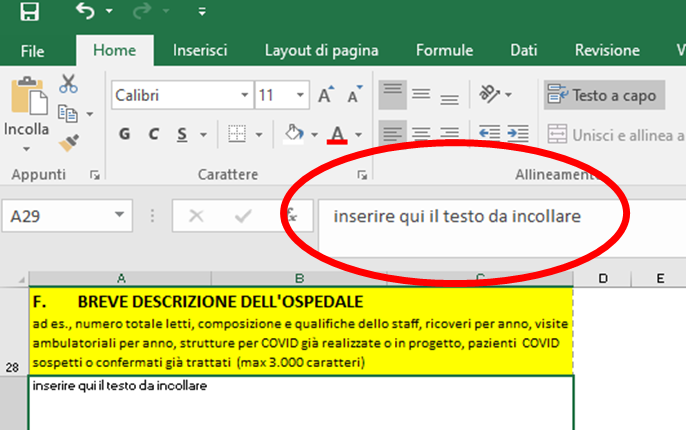 File Home Inserisci Layout di pagina Formule Dati Revisione V
Calibri 11 A A Testo a capo
Incolla G C S A Unisci e allinea a
Appunti Carattere Allineamento
A29 fx inserire qui il testo da incollare
A B C D E
F. BREVE DESCRIZIONE DELL'OSPEDALE
ad es., numero totale letti, composizione e qualifiche dello staff, ricoveri per anno, visite
ambulatoriali per anno, strutture per COVID già realizzate o in progetto, pazienti COVID
28 sospetti o confermati già trattati (max 3.000 caratteri)
inserire qui il testo da incollare